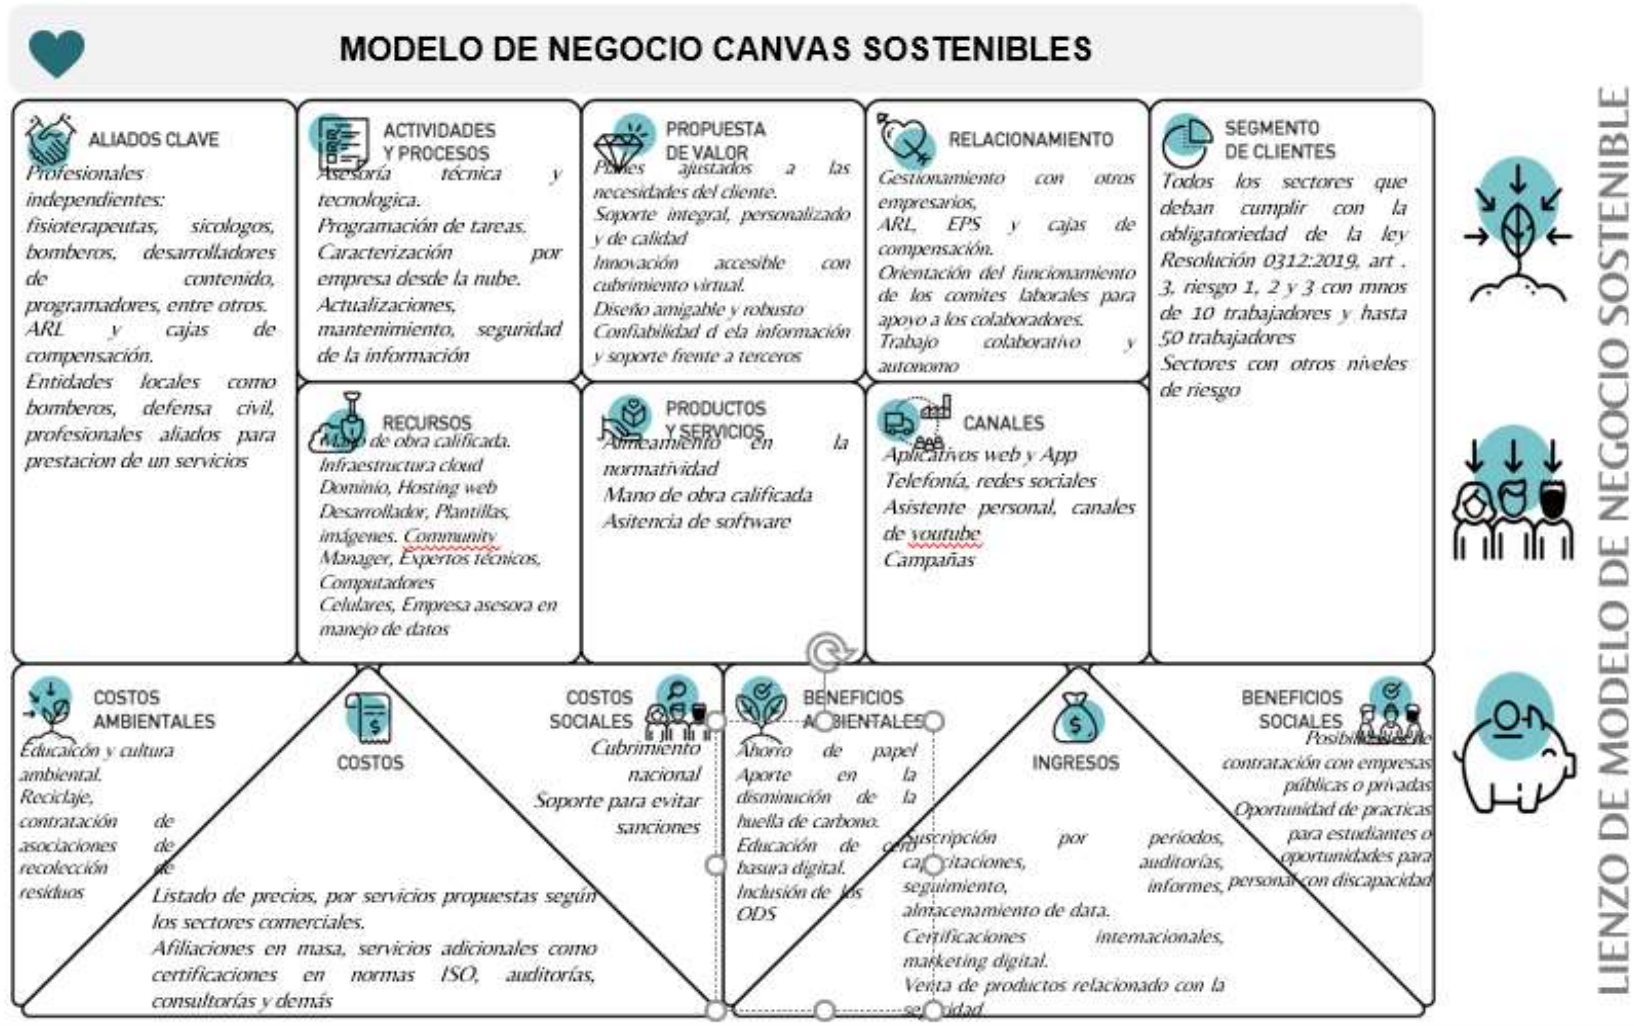 MODELO DE NEGOCIO CANVAS SOSTENIBLES
ALIADOS CLAVE
Profesionales
independientes:
fisioterapeutas, sicologos,
bomberos, desarrolladores
de contenido,
programadores, entre otros.
ARL y cajas de
compensación.
Entidades locales como
bomberos, defensa civil,
profesionales aliados para
prestacion de un servicios
ACTIVIDADES
Y PROCESOS
Asesoría técnica y
tecnologica.
Programación de tareas.
Caracterización por
empresa desde la nube.
Actualizaciones,
mantenimiento, seguridad
de la información
RECURSOS
Mano de obra calificada.
Infraestructura cloud
Dominio, Hosting web
Desarrollador, Plantillas,
imágenes. Community
Manager, Expertos técnicos,
Computadores
Celulares, Empresa asesora en
manejo de datos
PROPUESTA
DE VALOR
Planes ajustados a las
necesidades del cliente.
Soporte integral, personalizado
y de calidad
Innovación accesible con
cubrimiento virtual.
Diseño amigable y robusto
Confiabilidad d ela información
y soporte frente a terceros
PRODUCTOS
Y SERVICIOS
Alineamiento en la
normatividad
Mano de obra calificada
Asitencia de software
RELACIONAMIENTO
Gestionamiento con otros
empresarios,
ARL, EPS y cajas de
compensación.
Orientación del funcionamiento
de los comites laborales para
apoyo a los colaboradores.
Trabajo colaborativo y
autonomo
CANALES
Aplicativos web y App
Telefonía, redes sociales
Asistente personal, canales
de youtube
Campañas
SEGMENTO
DE CLIENTES
Todos los sectores que
deban cumplir con la
obligatoriedad de la ley
Resolución 0312:2019, art .
3, riesgo 1, 2 y 3 con mnos
de 10 trabajadores y hasta
50 trabajadores
Sectores con otros niveles
de riesgo
COSTOS
AMBIENTALES
Educaicón y cultura
ambiental.
Reciclaje,
contratación de
asociaciones de
recolección de
residuos
COSTOS
Listado de precios, por servicios propuestas según
los sectores comerciales.
Afiliaciones en masa, servicios adicionales como
certificaciones en normas ISO, auditorías,
consultorías y demás
COSTOS
SOCIALES
Cubrimiento
nacional
Soporte para evitar
sanciones
BENEFICIOS
AMBIENTALES
Ahorro de papel
Aporte en la
disminución de la
huella de carbono.
Educación de cero
basura digital.
Inclusión de los
ODS
INGRESOS
Suscripción por periodos,
capacitaciones, auditorías,
seguimiento, informes,
almacenamiento de data.
Certificaciones internacionales,
marketing digital.
Venta de productos relacionado con la
seguridad
BENEFICIOS
SOCIALES
Posibilidades de
contratación con empresas
públicas o privadas
Oportunidad de practicas
para estudiantes o
oportunidades para
personal con discapacidad
LIENZO DE MODELO DE NEGOCIO SOSTENIBLE